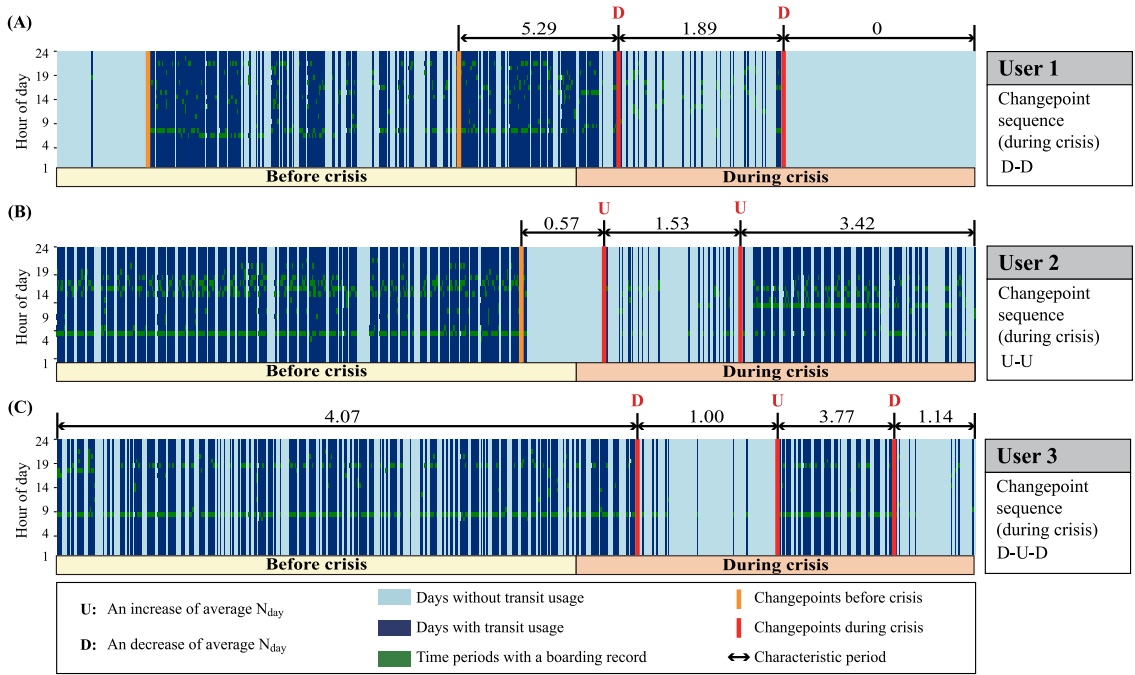 (A)
D
D
5.29
1.89
0
24
19
14
9
4
1
Hour of day
Before crisis
During crisis
User 1
Changepoint
sequence
(during crisis)
D-D
(B)
U
U
0.57
1.53
3.42
24
19
14
9
4
1
Hour of day
Before crisis
During crisis
User 2
Changepoint
sequence
(during crisis)
U-U
(C)
D
U
D
4.07
1.00
3.77
1.14
24
19
14
9
4
1
Hour of day
Before crisis
During crisis
User 3
Changepoint
sequence
(during crisis)
D-U-D
U: An increase of average Nday
D: An decrease of average Nday
Days without transit usage
Days with transit usage
Time periods with a boarding record
Changepoints before crisis
Changepoints during crisis
Characteristic period